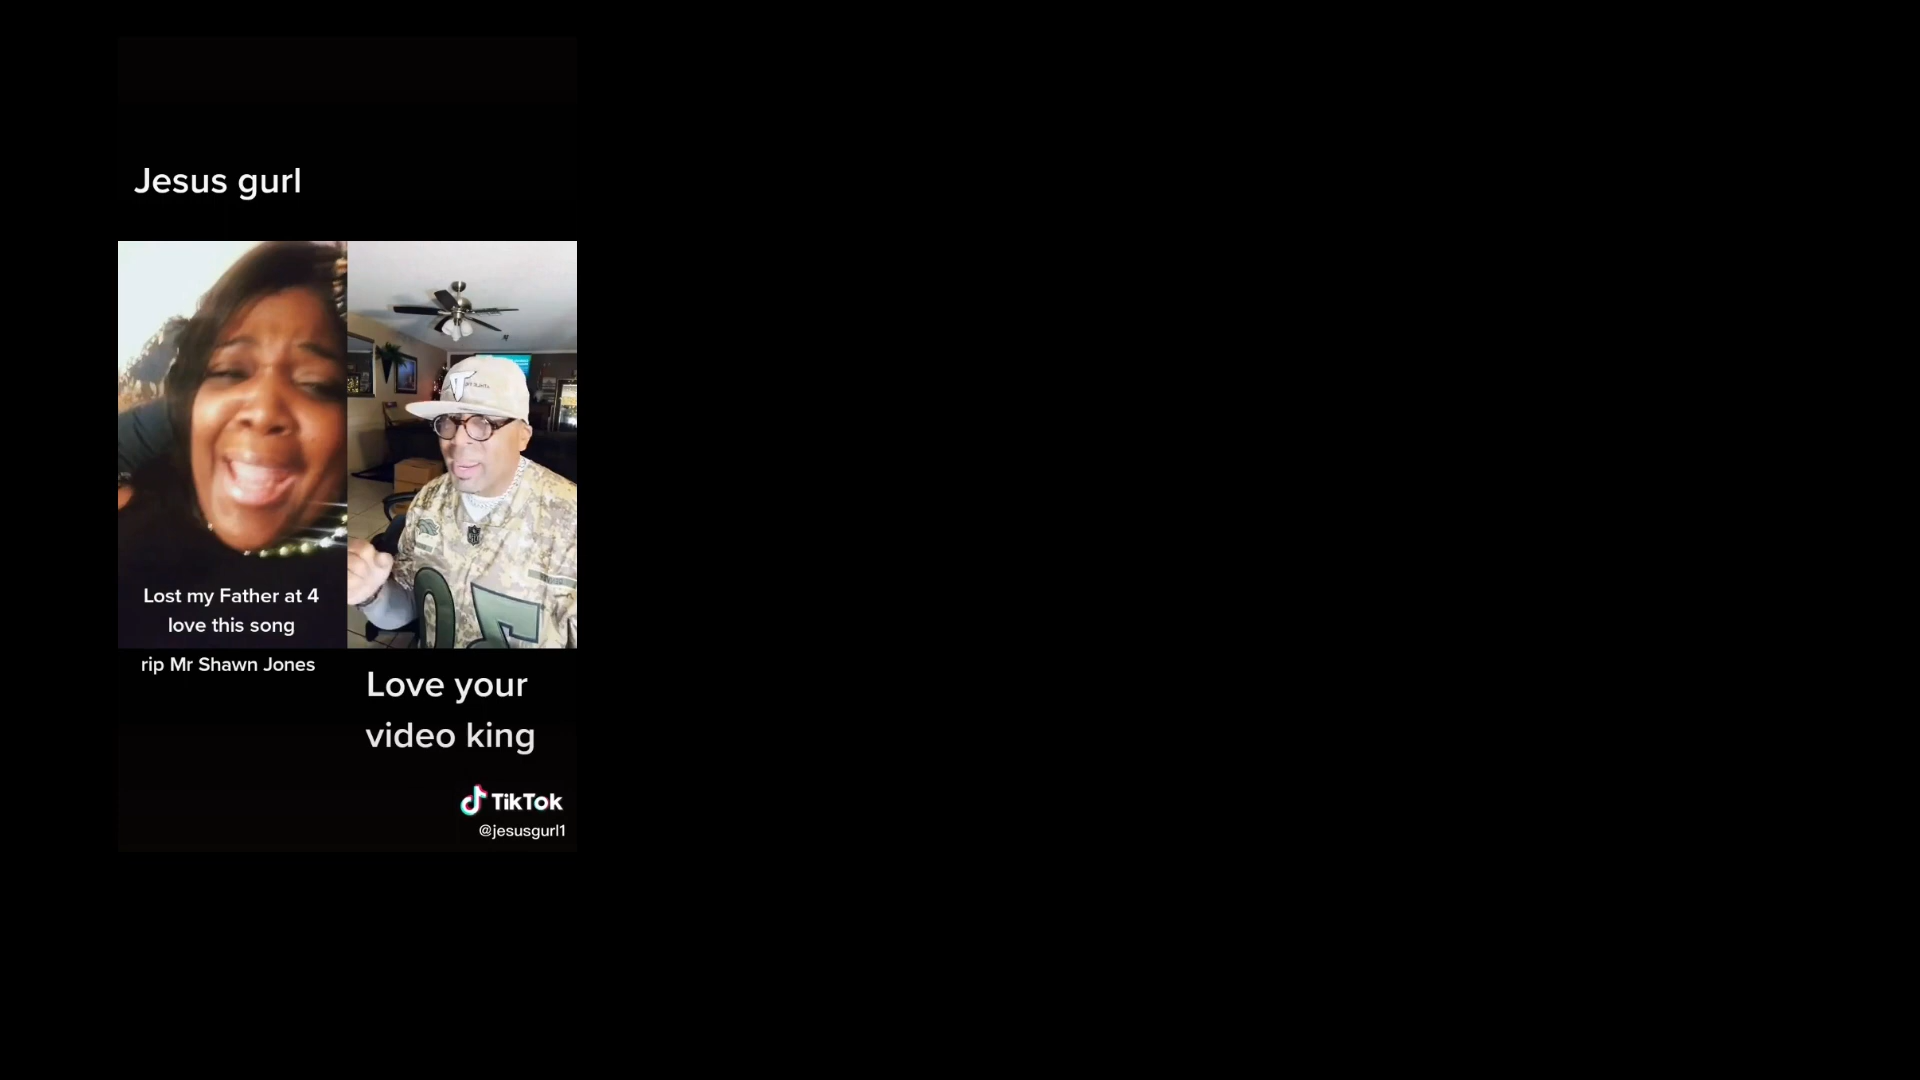 Jesus gurl
Lost my Father at 4
love this song
rip Mr Shawn Jones
Love your
video king
TikTok
@jesusgurl1